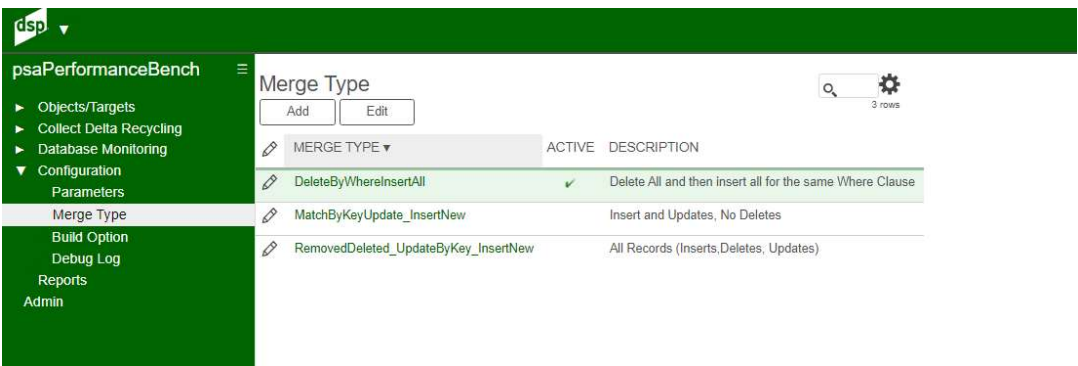 dsp
psaPerformanceBench
Objects/Targets
Collect Delta Recycling
Database Monitoring
Configuration
Parameters
Merge Type
Build Option
Debug Log
Reports
Admin
Merge Type
3 rows
Add Edit
MERGE TYPE ACTIVE DESCRIPTION
DeleteByWhereInsertAll Delete All and then insert all for the same Where Clause
MatchByKeyUpdate_InsertNew Insert and Updates, No Deletes
RemovedDeleted_UpdateByKey_InsertNew All Records (Inserts,Deletes, Updates)